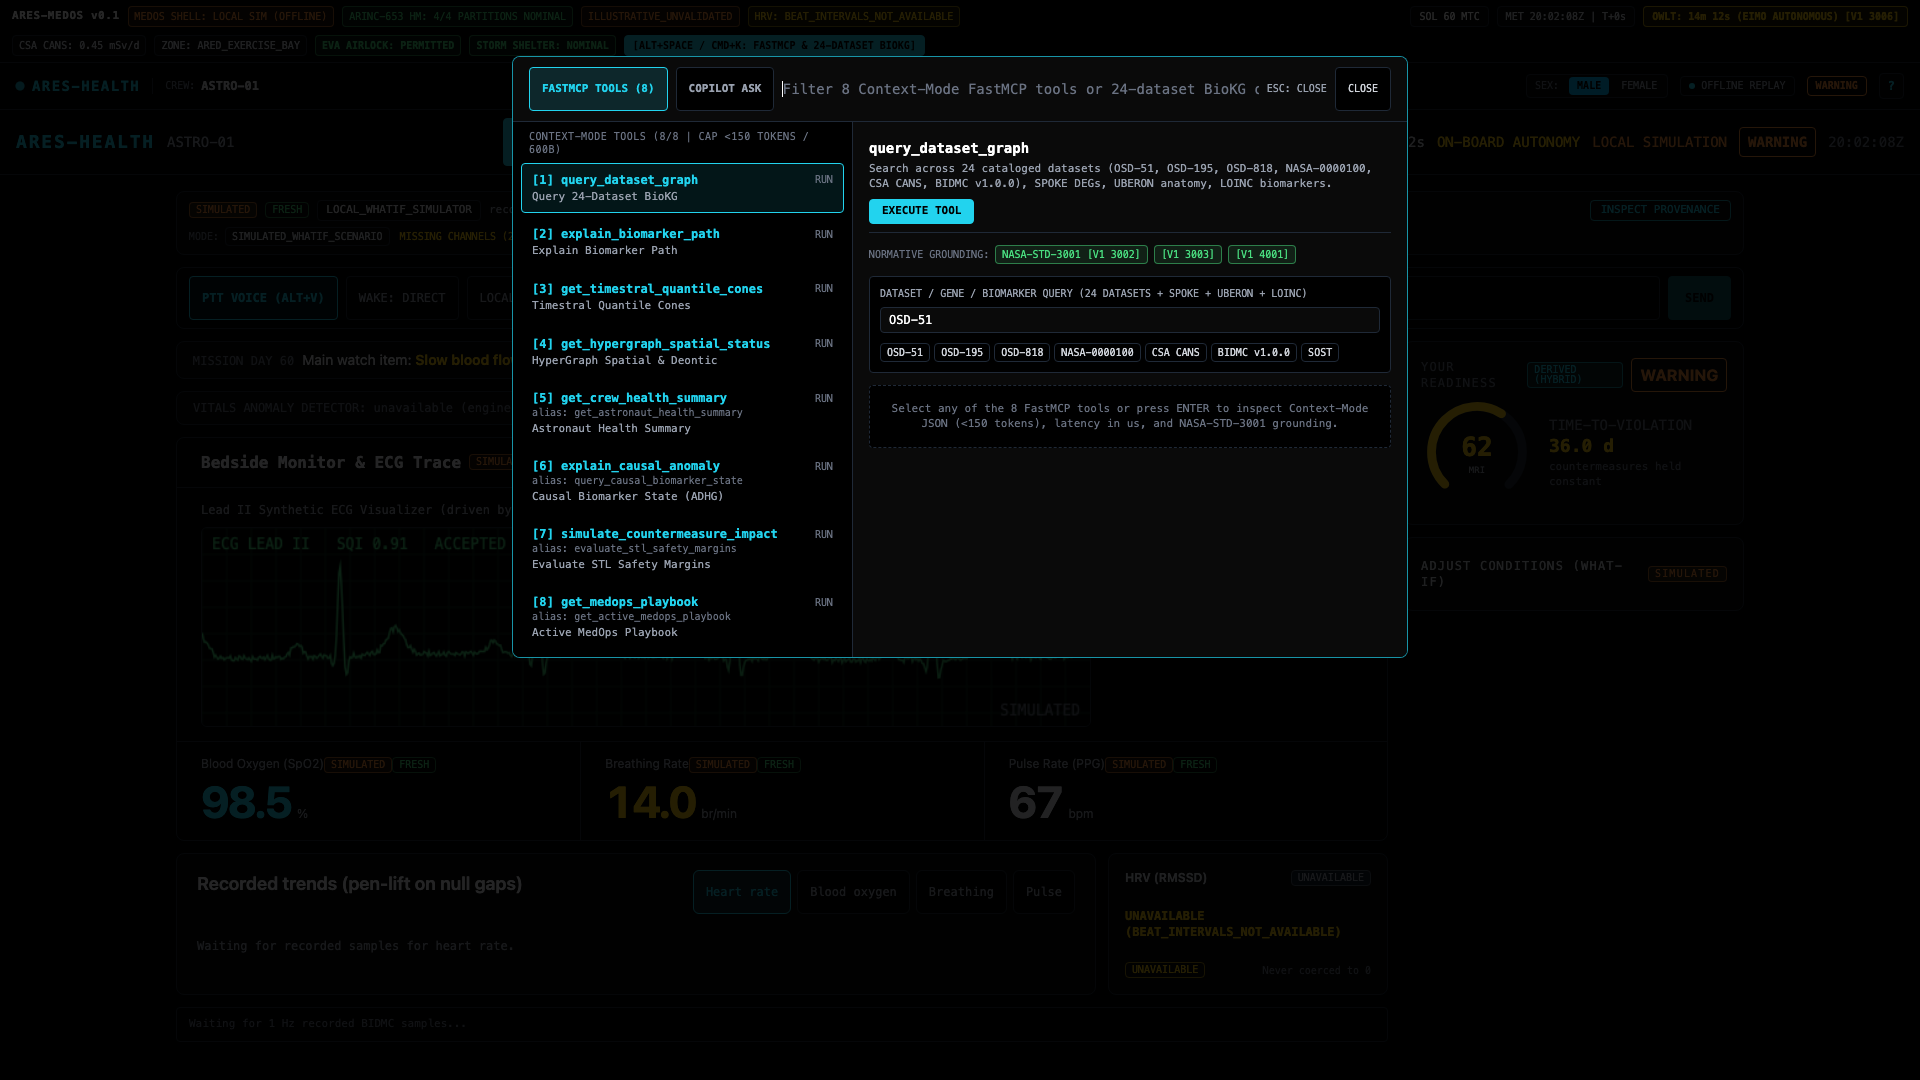 ARES-MEDOS v0.1
MEDOS SHELL: LOCAL SIM (OFFLINE)
ARINC-653 HM: 4/4 PARTITIONS NOMINAL
ILLUSTRATIVE_UNVALIDATED
HRV: BEAT_INTERVALS_NOT_AVAILABLE
SOL 60 MTC
MET 20:02:08Z | T+0s
OWLT: 14m 12s (EIMO AUTONOMOUS) [V1 3006]
CSA CANS: 0.45 mSv/d
ZONE: ARED_EXERCISE_BAY
EVA AIRLOCK: PERMITTED
STORM SHELTER: NOMINAL
[ALT+SPACE / CMD+K: FASTMCP & 24-DATASET BIOKG]
ARES-HEALTH
CREW: ASTRO-01
SEX:
MALE
FEMALE
OFFLINE REPLAY
WARNING
?
ARES-HEALTH ASTRO-01
2s
ON-BOARD AUTONOMY
LOCAL SIMULATION
WARNING
20:02:08Z
FASTMCP TOOLS (8)
COPILOT ASK
Filter 8 Context-Mode FastMCP tools or 24-dataset BioKG
ESC: CLOSE
CLOSE
CONTEXT-MODE TOOLS (8/8 | CAP <150 TOKENS /
600B)
[1] query_dataset_graph
RUN
Query 24-Dataset BioKG
[2] explain_biomarker_path
RUN
Explain Biomarker Path
[3] get_timestral_quantile_cones
RUN
Timestral Quantile Cones
[4] get_hypergraph_spatial_status
RUN
HyperGraph Spatial & Deontic
[5] get_crew_health_summary
RUN
alias: get_astronaut_health_summary
Astronaut Health Summary
[6] explain_causal_anomaly
RUN
alias: query_causal_biomarker_state
Causal Biomarker State (ADHG)
[7] simulate_countermeasure_impact
RUN
alias: evaluate_stl_safety_margins
Evaluate STL Safety Margins
[8] get_medops_playbook
RUN
alias: get_active_medops_playbook
Active MedOps Playbook
query_dataset_graph
Search across 24 cataloged datasets (OSD-51, OSD-195, OSD-818, NASA-0000100,
CSA CANS, BIDMC v1.0.0), SPOKE DEGs, UBERON anatomy, LOINC biomarkers.
EXECUTE TOOL
NORMATIVE GROUNDING:
NASA-STD-3001 [V1 3002]
[V1 3003]
[V1 4001]
DATASET / GENE / BIOMARKER QUERY (24 DATASETS + SPOKE + UBERON + LOINC)
OSD-51
OSD-51
OSD-195
OSD-818
NASA-0000100
CSA CANS
BIDMC v1.0.0
SOST
Select any of the 8 FastMCP tools or press ENTER to inspect Context-Mode
JSON (<150 tokens), latency in us, and NASA-STD-3001 grounding.
SIMULATED
FRESH
LOCAL_WHATIF_SIMULATOR
INSPECT PROVENANCE
MODE:
SIMULATED_WHATIF_SCENARIO
MISSING CHANNELS
PTT VOICE (ALT+V)
WAKE: DIRECT
SEND
MISSION DAY 60
Main watch item: Slow blood
VITALS ANOMALY DETECTOR: unavailable
YOUR
READINESS
DERIVED
(HYBRID)
WARNING
62
MRI
TIME-TO-VIOLATION
36.0 d
countermeasures held
constant
Bedside Monitor & ECG Trace
Lead II Synthetic ECG Visualizer (driven by
ECG LEAD II
SQI 0.91
ACCEPTED
SIMULATED
ADJUST CONDITIONS (WHAT-
IF)
SIMULATED
Blood Oxygen (SpO2)
SIMULATED
FRESH
98.5 %
Breathing Rate
SIMULATED
FRESH
14.0 br/min
Pulse Rate (PPG)
SIMULATED
FRESH
67 bpm
Recorded trends (pen-lift on null gaps)
Heart rate
Blood oxygen
Breathing
Pulse
Waiting for recorded samples for heart rate.
HRV (RMSSD)
UNAVAILABLE
UNAVAILABLE
(BEAT_INTERVALS_NOT_AVAILABLE)
UNAVAILABLE
Never coerced to 0
Waiting for 1 Hz recorded BIDMC samples...